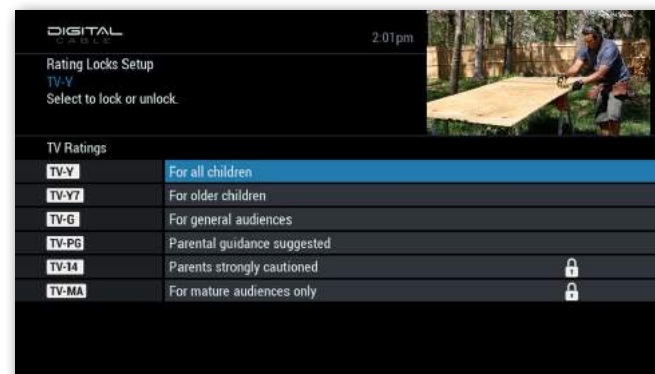 DIGITAL
CABLE
2:01pm
Rating Locks Setup
TV-Y
Select to lock or unlock.
TV Ratings
TV-Y For all children
TV-Y7 For older children
TV-G For general audiences
TV-PG Parental guidance suggested
TV-14 Parents strongly cautioned
TV-MA For mature audiences only